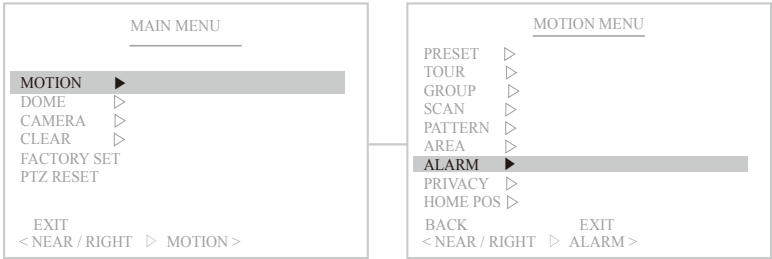 MAIN MENU
MOTION ▶
DOME ▷
CAMERA ▷
CLEAR ▷
FACTORY SET
PTZ RESET
EXIT
< NEAR / RIGHT ▷ MOTION >
MOTION MENU
PRESET ▷
TOUR ▷
GROUP ▷
SCAN ▷
PATTERN ▷
AREA ▷
ALARM ▶
PRIVACY ▷
HOME POS ▷
BACK EXIT
< NEAR / RIGHT ▷ ALARM >